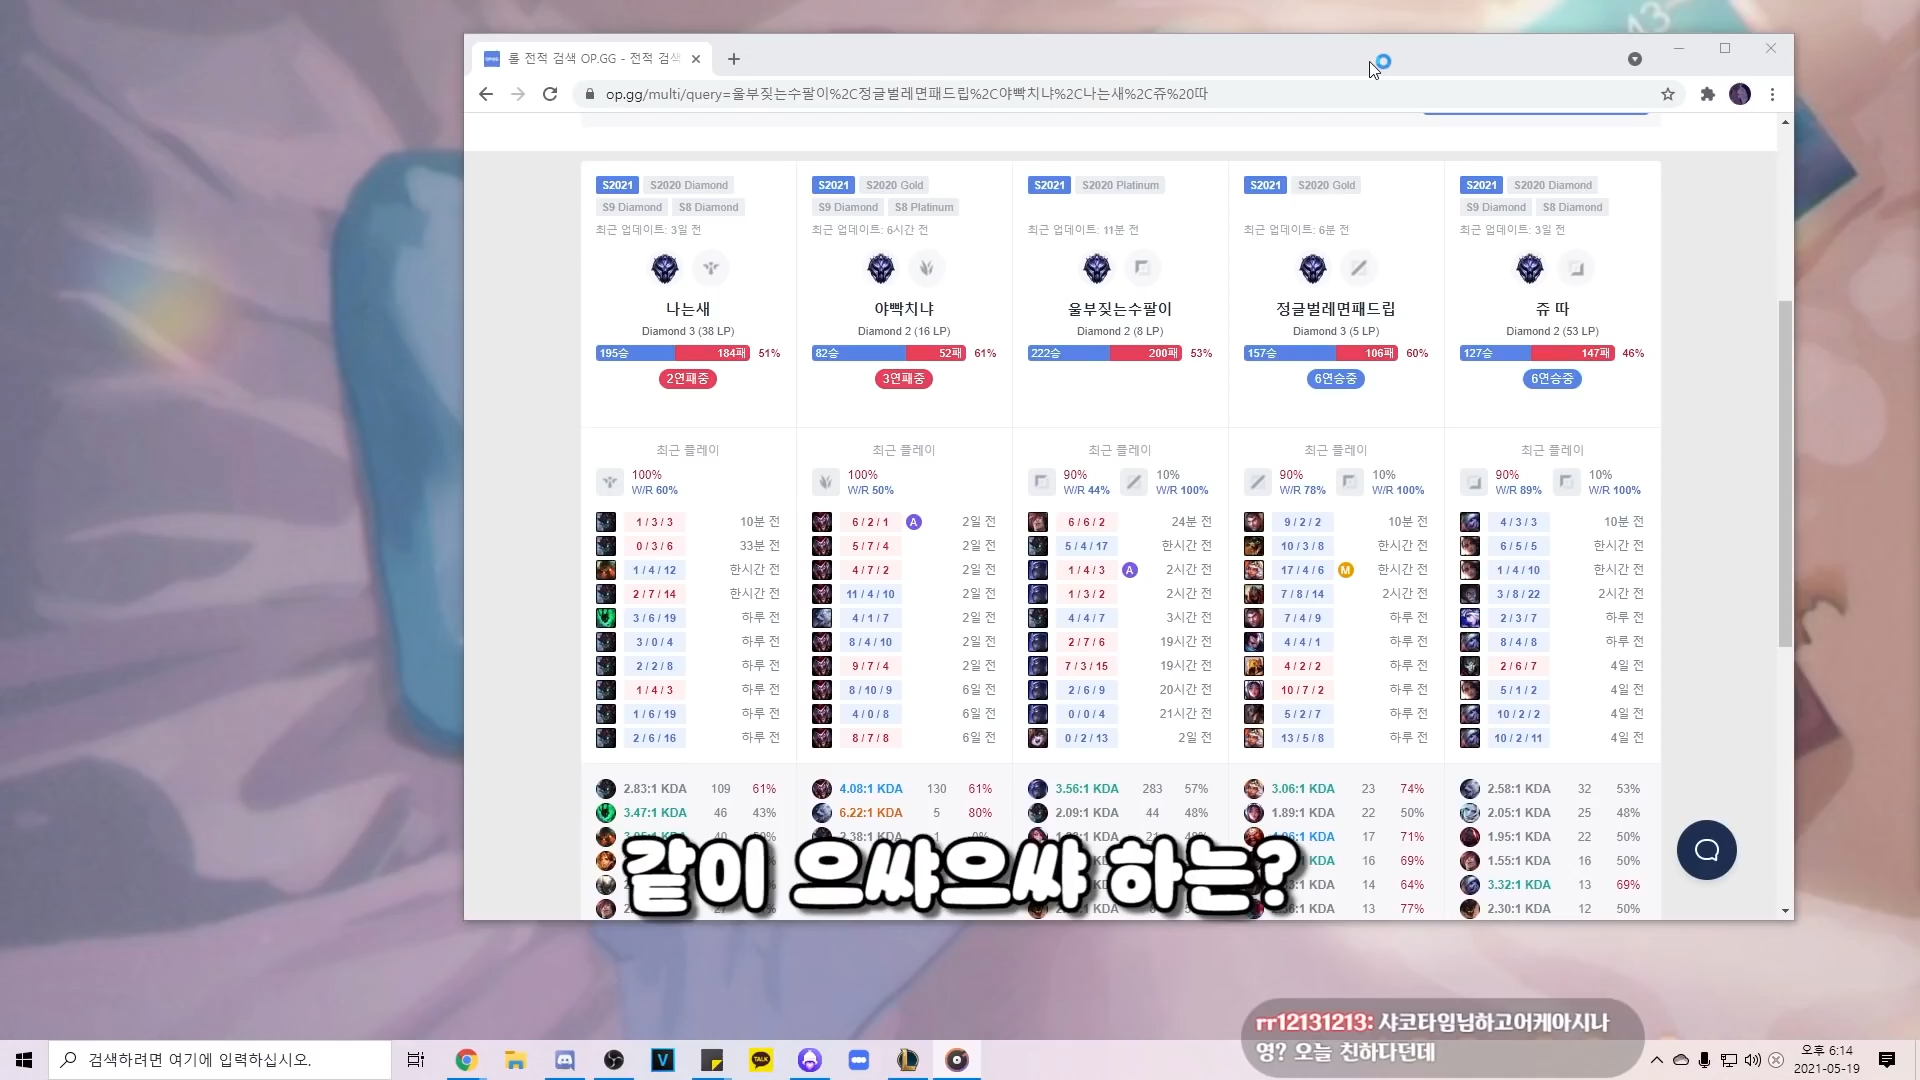 롤 전적 검색 OP.GG - 전적 검색
op.gg/multi/query=울부짖는수팔이%2C정글벌레면패드립%2C야빡치냐%2C나는새%2C쥬%20따
S2021 S2020 Diamond
S9 Diamond S8 Diamond
최근 업데이트: 3일 전
나는새
Diamond 3 (38 LP)
195승 184패 51%
2연패중
S2021 S2020 Gold
S9 Diamond S8 Platinum
최근 업데이트: 6시간 전
야빡치냐
Diamond 2 (16 LP)
82승 52패 61%
3연패중
S2021 S2020 Platinum
최근 업데이트: 11분 전
울부짖는수팔이
Diamond 2 (8 LP)
222승 200패 53%
S2021 S2020 Gold
최근 업데이트: 6분 전
정글벌레면패드립
Diamond 3 (5 LP)
157승 106패 60%
6연승중
S2021 S2020 Diamond
S9 Diamond S8 Diamond
최근 업데이트: 3일 전
쥬 따
Diamond 2 (53 LP)
127승 147패 46%
6연승중
최근 플레이
100%
W/R 60%
1 / 3 / 3 10분 전
0 / 3 / 6 33분 전
1 / 4 / 12 한시간 전
2 / 7 / 14 한시간 전
3 / 6 / 19 하루 전
3 / 0 / 4 하루 전
2 / 2 / 8 하루 전
1 / 4 / 3 하루 전
1 / 6 / 19 하루 전
2 / 6 / 16 하루 전
최근 플레이
100%
W/R 50%
6 / 2 / 1 A 2일 전
5 / 7 / 4 2일 전
4 / 7 / 2 2일 전
11 / 4 / 10 2일 전
4 / 1 / 7 2일 전
8 / 4 / 10 2일 전
9 / 7 / 4 2일 전
8 / 10 / 9 6일 전
4 / 0 / 8 6일 전
8 / 7 / 8 6일 전
최근 플레이
90% 10%
W/R 44% W/R 100%
6 / 6 / 2 24분 전
5 / 4 / 17 한시간 전
1 / 4 / 3 A 2시간 전
1 / 3 / 2 2시간 전
4 / 4 / 7 3시간 전
2 / 7 / 6 19시간 전
7 / 3 / 15 19시간 전
2 / 6 / 9 20시간 전
0 / 0 / 4 21시간 전
0 / 2 / 13 2일 전
최근 플레이
90% 10%
W/R 78% W/R 100%
9 / 2 / 2 10분 전
10 / 3 / 8 한시간 전
17 / 4 / 6 M 한시간 전
7 / 8 / 14 2시간 전
7 / 4 / 9 하루 전
4 / 4 / 1 하루 전
4 / 2 / 2 하루 전
10 / 7 / 2 하루 전
5 / 2 / 7 하루 전
13 / 5 / 8 하루 전
최근 플레이
90% 10%
W/R 89% W/R 100%
4 / 3 / 3 10분 전
6 / 5 / 5 한시간 전
1 / 4 / 10 한시간 전
3 / 8 / 22 2시간 전
2 / 3 / 7 하루 전
8 / 4 / 8 하루 전
2 / 6 / 7 4일 전
5 / 1 / 2 4일 전
10 / 2 / 2 4일 전
10 / 2 / 11 4일 전
2.83:1 KDA 109 61%
3.47:1 KDA 46 43%
4.08:1 KDA 130 61%
6.22:1 KDA 5 80%
3.56:1 KDA 283 57%
2.09:1 KDA 44 48%
3.06:1 KDA 23 74%
1.89:1 KDA 22 50%
KDA 17 71%
KDA 16 69%
KDA 14 64%
KDA 13 77%
2.58:1 KDA 32 53%
2.05:1 KDA 25 48%
1.95:1 KDA 22 50%
1.55:1 KDA 16 50%
3.32:1 KDA 13 69%
2.30:1 KDA 12 50%
같이 으쌰으쌰 하는?
rr12131213: 샤코타임님하고어케아시나
영? 오늘 친하다던데
검색하려면 여기에 입력하십시오.
V
TALK
오후 6:14
2021-05-19